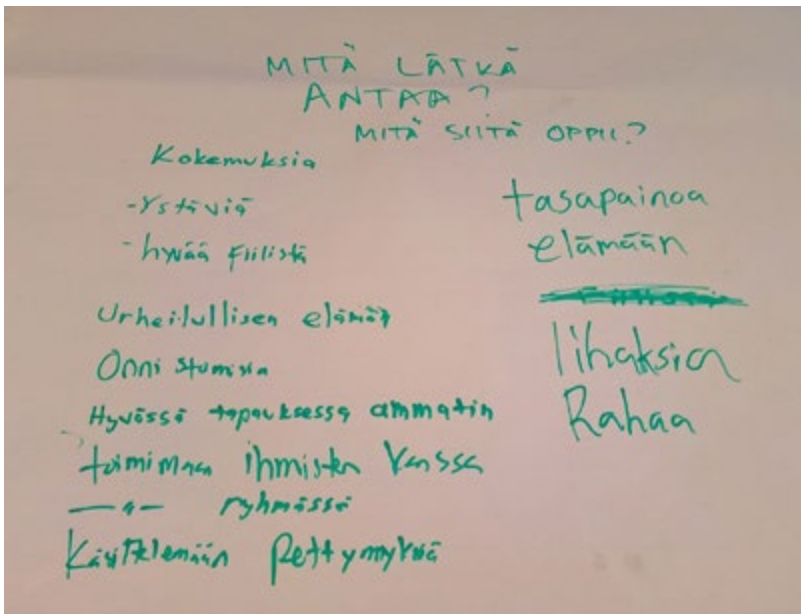 MITÄ LÄTKÄ
ANTAA?
MITÄ SIITÄ OPPII?
Kokemuksia
- Ystäviä
- hyvää fiilistä
Urheilullisen elämän
Onnistumisia
Hyvässä tapauksessa ammatin
toimimaan ihmisten kanssa
—"— ryhmässä
Käsittelemään pettymyksiä
tasapainoa
elämään
lihaksia
Rahaa